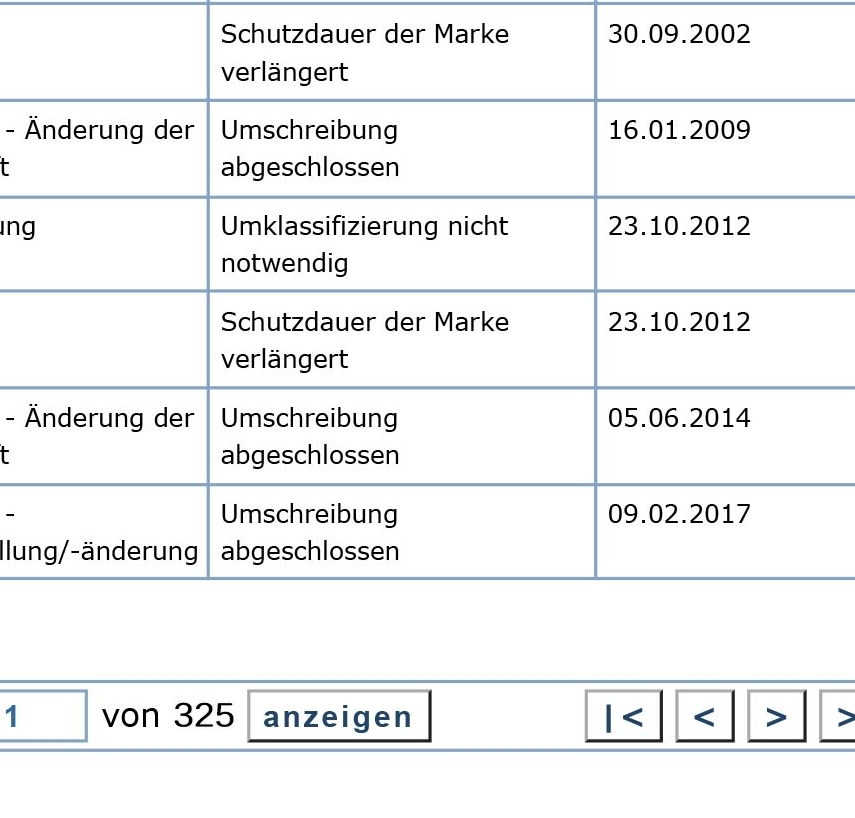 Schutzdauer der Marke 30.09.2002
verlängert
- Änderung der Umschreibung 16.01.2009
abgeschlossen
Umklassifizierung nicht 23.10.2012
notwendig
Schutzdauer der Marke 23.10.2012
verlängert
- Änderung der Umschreibung 05.06.2014
abgeschlossen
- Umschreibung 09.02.2017
llung/-änderung abgeschlossen
1 von 325 anzeigen |< < > >